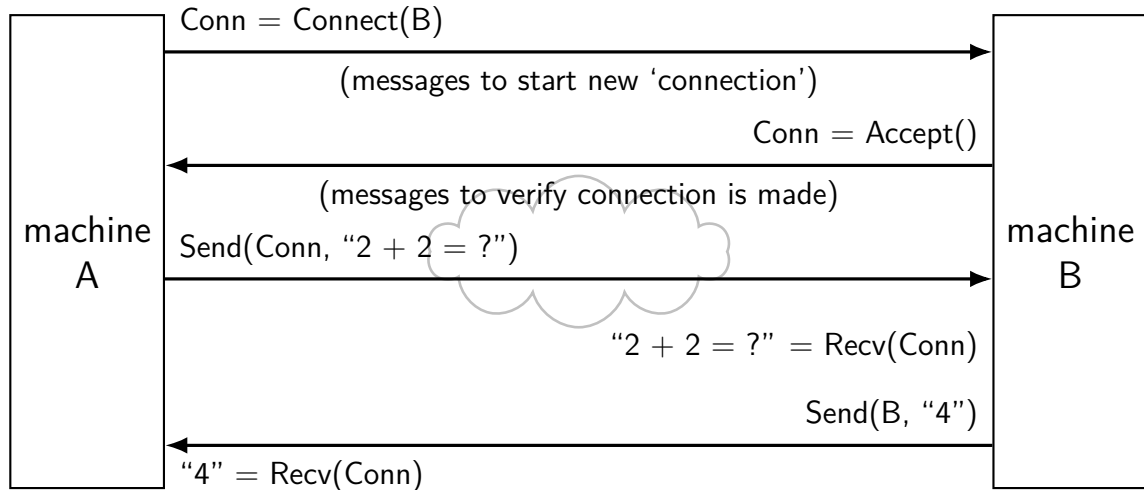 Conn = Connect(B)
(messages to start new ‘connection’)
Conn = Accept()
(messages to verify connection is made)
machine
A
Send(Conn, “2 + 2 = ?”)
machine
B
“2 + 2 = ?” = Recv(Conn)
Send(B, “4”)
“4” = Recv(Conn)